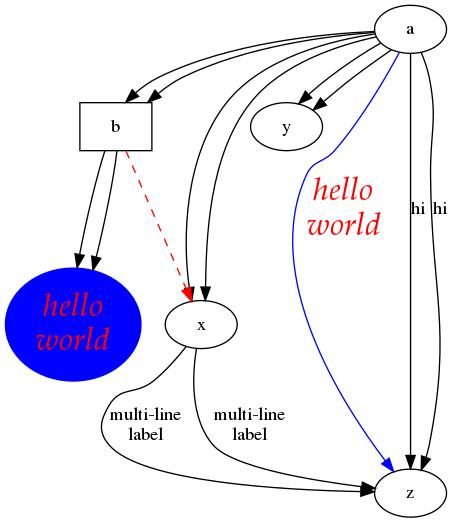 a
b
y
hello
world
hi
hi
hello
world
x
multi-line
label
multi-line
label
z